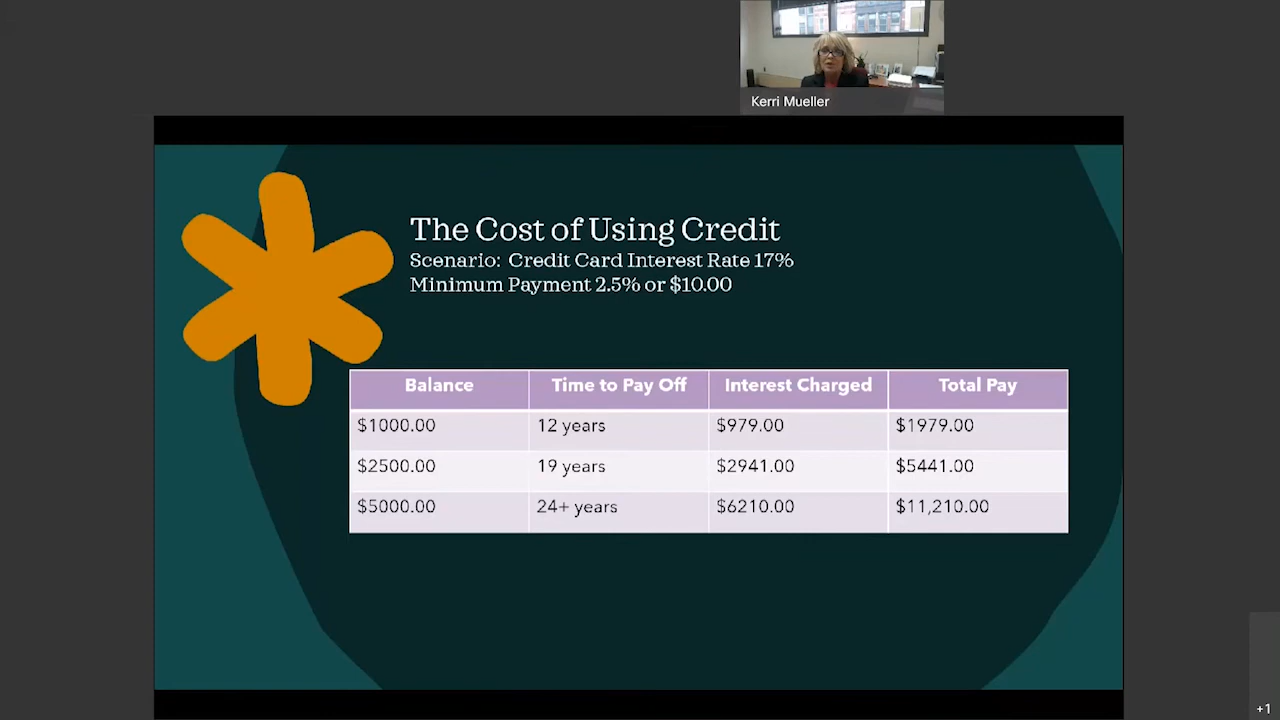 Kerri Mueller
The Cost of Using Credit
Scenario: Credit Card Interest Rate 17%
Minimum Payment 2.5% or $10.00
Balance Time to Pay Off Interest Charged Total Pay
$1000.00 12 years $979.00 $1979.00
$2500.00 19 years $2941.00 $5441.00
$5000.00 24+ years $6210.00 $11,210.00
+1